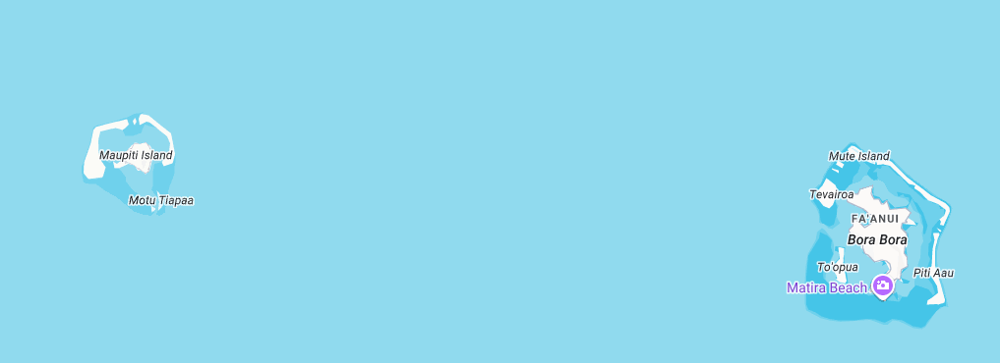 Maupiti Island
Motu Tiapaa
Mute Island
Tevairoa
FA'ANUI
Bora Bora
To'opua
Piti Aau
Matira Beach